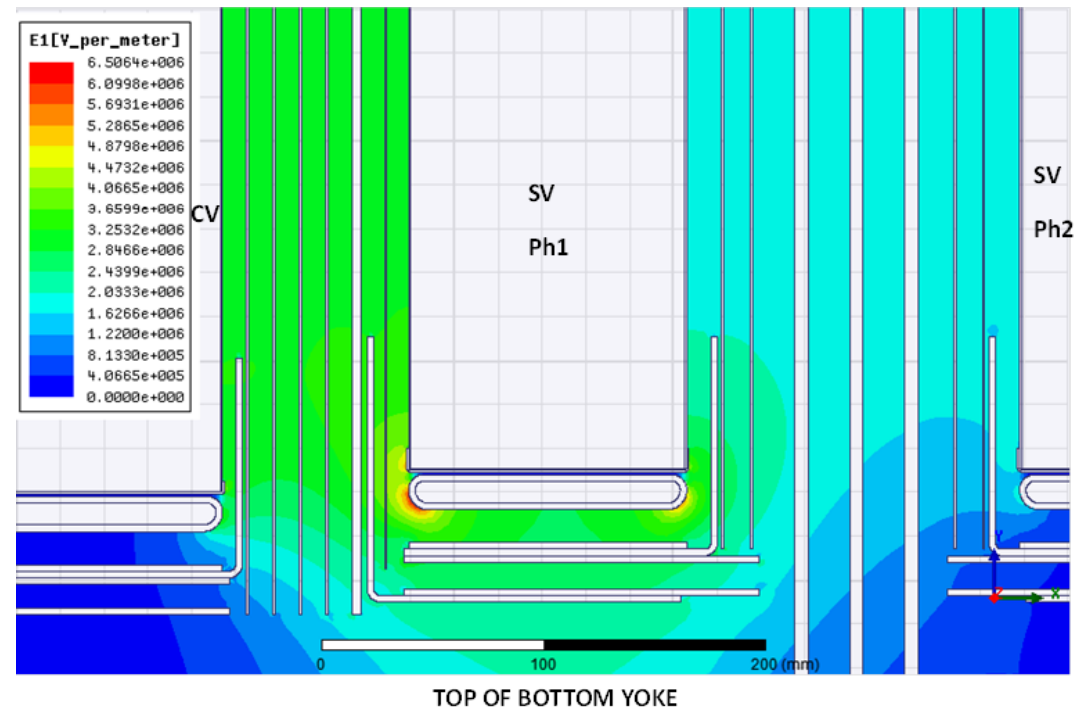 E1[V_per_meter]
6.5064e+006
6.0998e+006
5.6931e+006
5.2865e+006
4.8798e+006
4.4732e+006
4.0665e+006
3.6599e+006
3.2532e+006
2.8466e+006
2.4399e+006
2.0333e+006
1.6266e+006
1.2200e+006
8.1330e+005
4.0665e+005
0.0000e+000
CV
SV
Ph1
SV
Ph2
Y
Z
X
0
100
200 (mm)
TOP OF BOTTOM YOKE